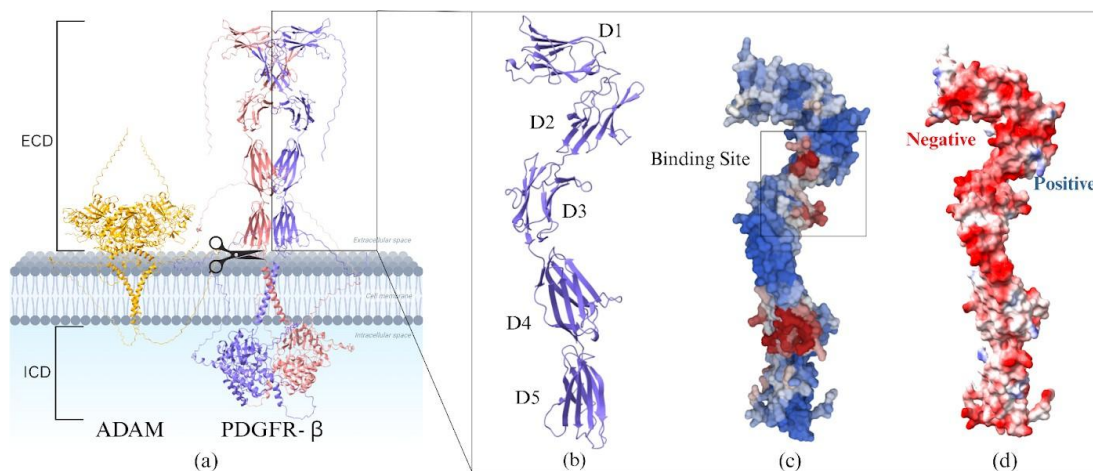 ECD
ICD
Extracellular space
Cell membrane
Intracellular space
ADAM
PDGFR- β
(a)
D1
D2
D3
D4
D5
(b)
Binding Site
(c)
Negative
Positive
(d)